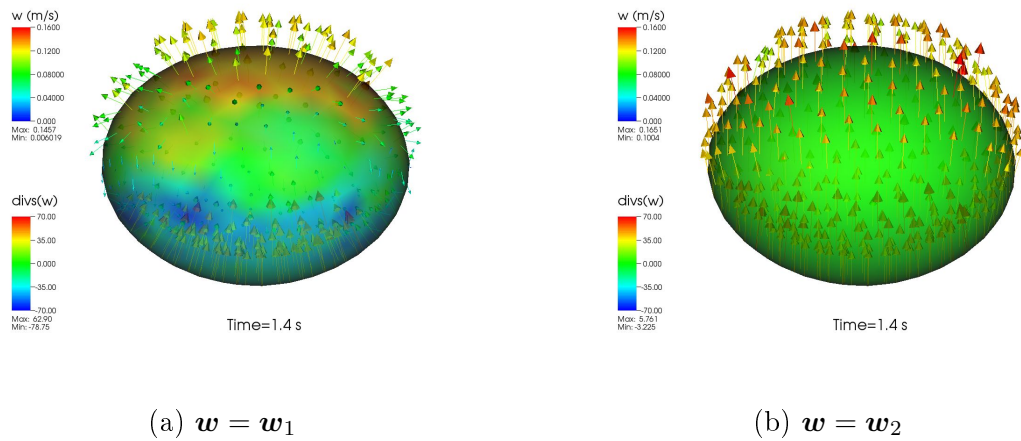 w (m/s)
0.1600
0.1200
0.08000
0.04000
0.000
Max: 0.1457
Min: 0.006019
divs(w)
70.00
35.00
0.000
-35.00
-70.00
Max: 62.90
Min: -78.75
Time=1.4 s
(a) w = w1
w (m/s)
0.1600
0.1200
0.08000
0.04000
0.000
Max: 0.1651
Min: 0.1004
divs(w)
70.00
35.00
0.000
-35.00
-70.00
Max: 5.761
Min: -3.225
Time=1.4 s
(b) w = w2